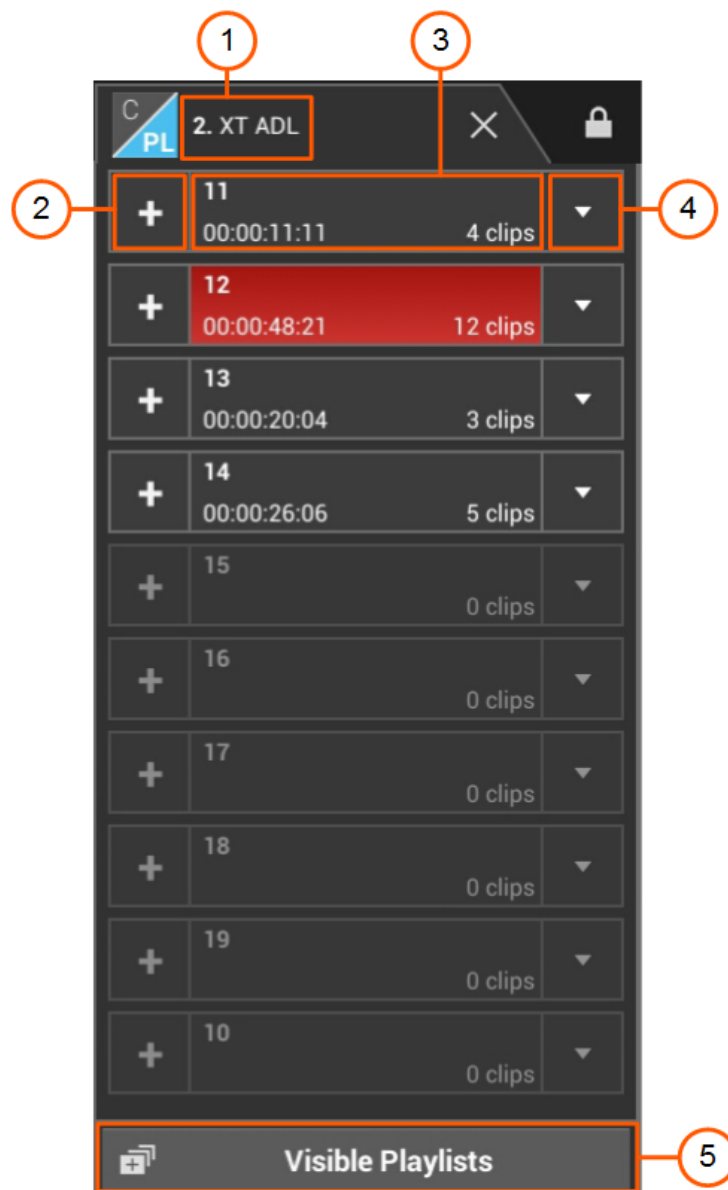 1
3
C
PL
2. XT ADL
2
11
00:00:11:11
4 clips
4
12
00:00:48:21
12 clips
13
00:00:20:04
3 clips
14
00:00:26:06
5 clips
15
0 clips
16
0 clips
17
0 clips
18
0 clips
19
0 clips
10
0 clips
Visible Playlists
5